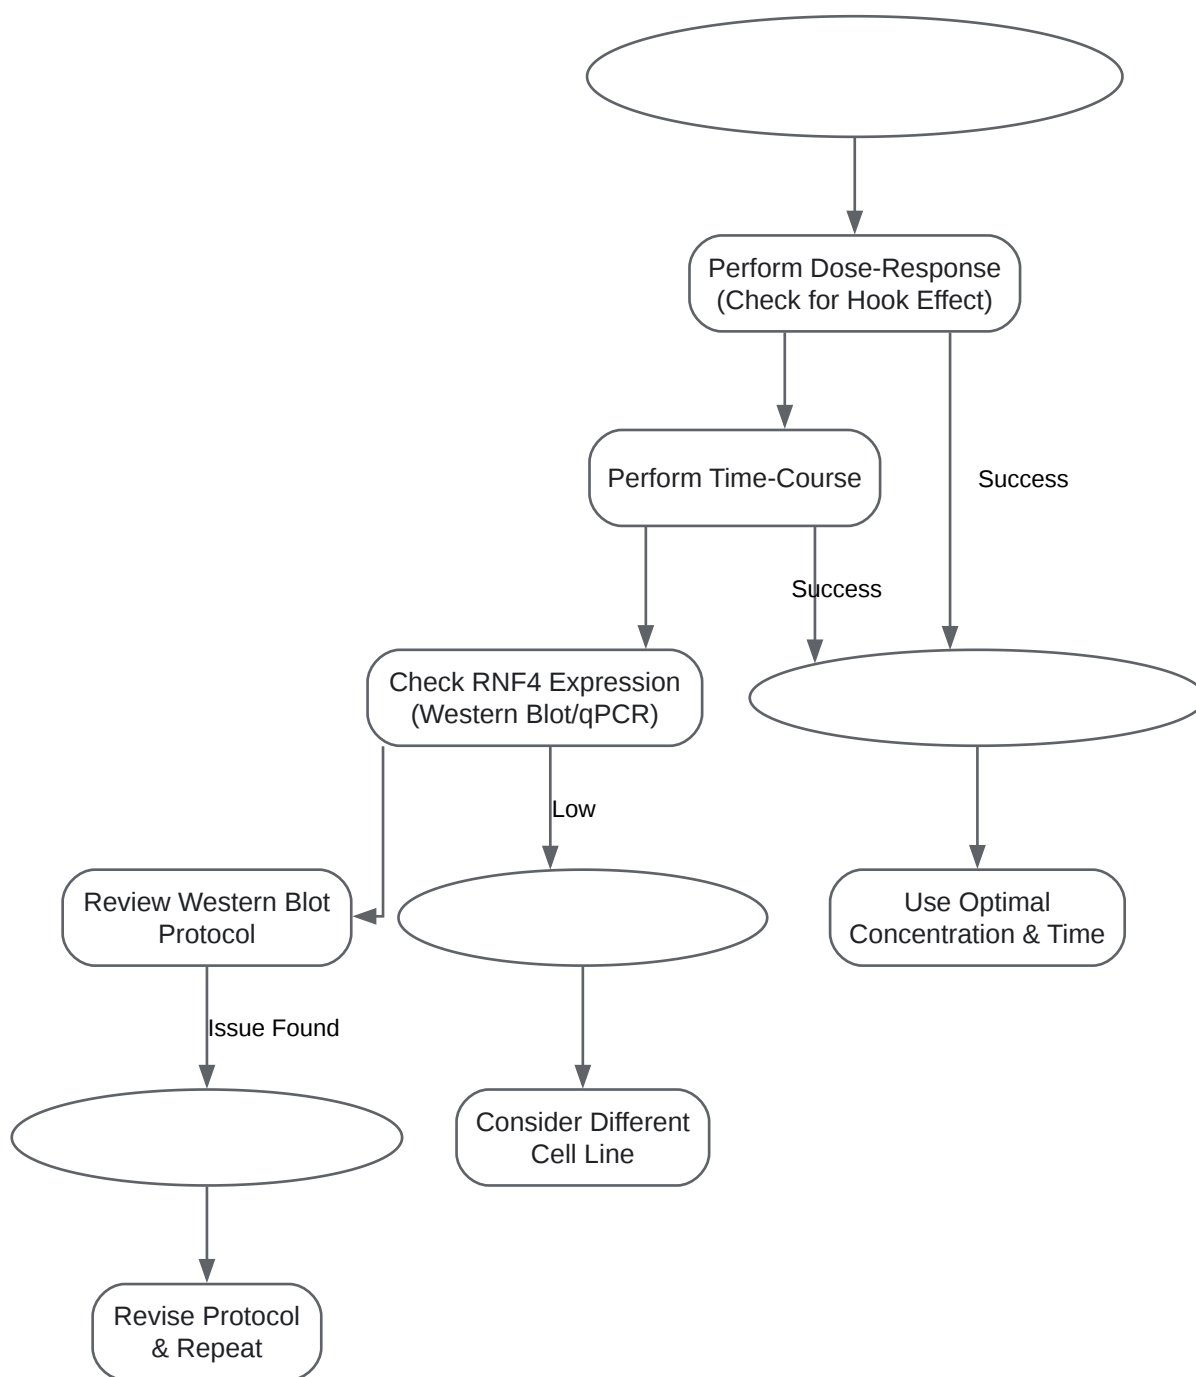 Perform Dose-Response
(Check for Hook Effect)
Perform Time-Course
Success
Success
Check RNF4 Expression
(Western Blot/qPCR)
Low
Review Western Blot
Protocol
Use Optimal
Concentration & Time
Issue Found
Consider Different
Cell Line
Revise Protocol
& Repeat